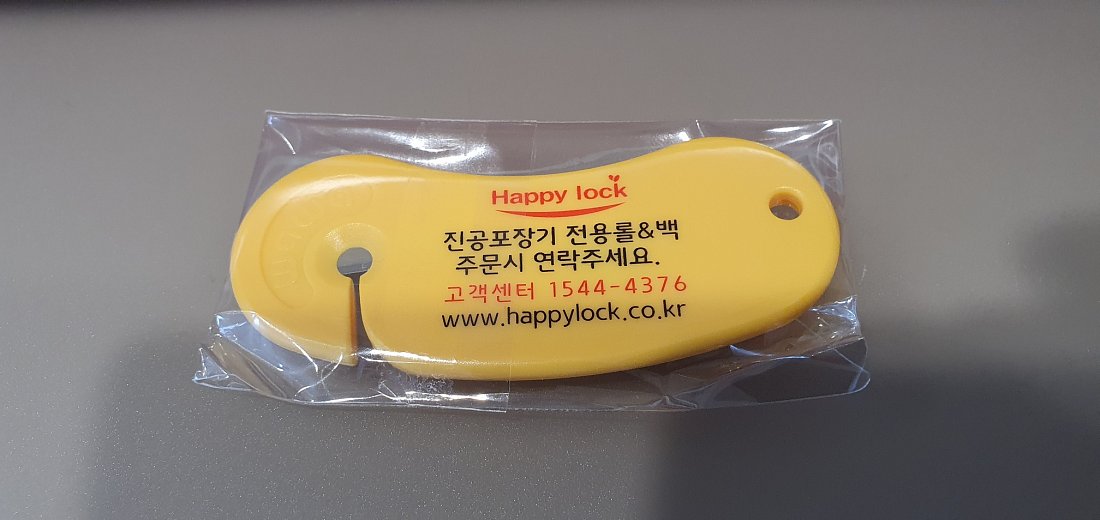 Happy lock
진공포장기 전용롤&백
주문시 연락주세요.
고객센터 1544-4376
www.happylock.co.kr